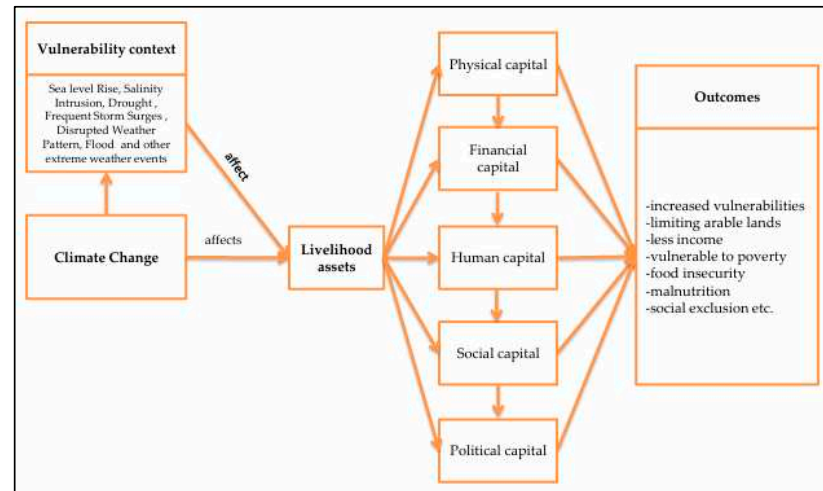 Vulnerability context
Sea level Rise, Salinity
Intrusion, Drought ,
Frequent Storm Surges ,
Disrupted Weather
Pattern, Flood and other
extreme weather events
affect
Climate Change
affects
Livelihood
assets
Physical capital
Financial
capital
Human capital
Social capital
Political capital
Outcomes
-increased vulnerabilities
-limiting arable lands
-less income
-vulnerable to poverty
-food insecurity
-malnutrition
-social exclusion etc.